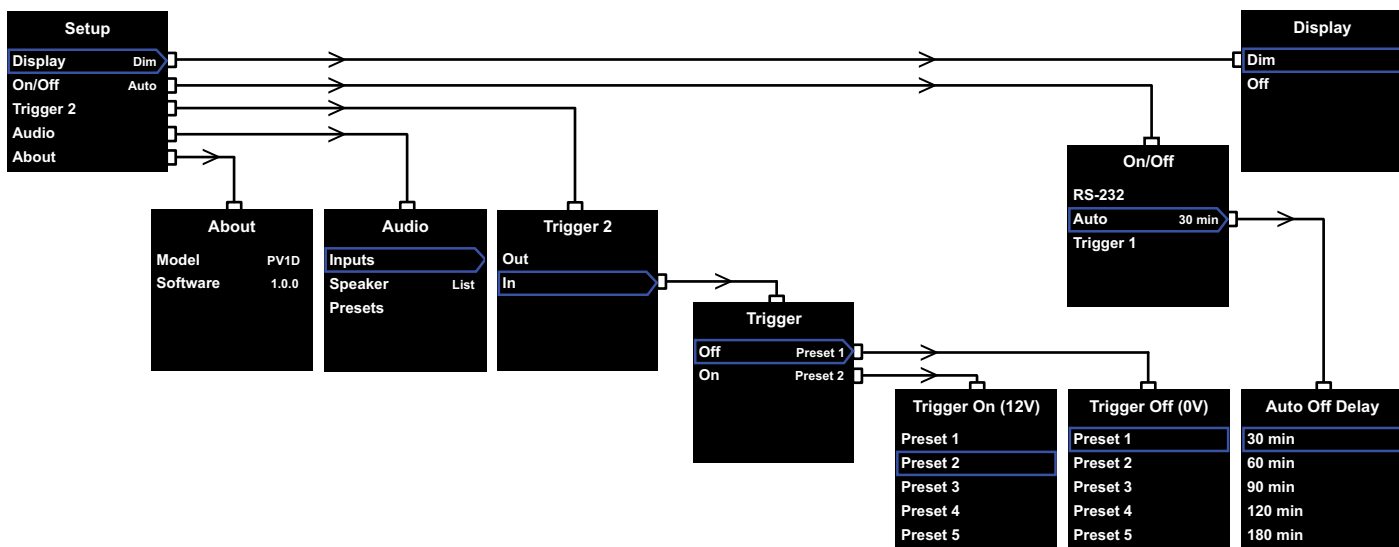 Setup
Display Dim
On/Off Auto
Trigger 2
Audio
About
Display
Dim
Off
On/Off
RS-232
Auto 30 min
Trigger 1
About
Model PV1D
Software 1.0.0
Audio
Inputs
Speaker List
Presets
Trigger 2
Out
In
Trigger
Off Preset 1
On Preset 2
Trigger On (12V)
Preset 1
Preset 2
Preset 3
Preset 4
Preset 5
Trigger Off (0V)
Preset 1
Preset 2
Preset 3
Preset 4
Preset 5
Auto Off Delay
30 min
60 min
90 min
120 min
180 min